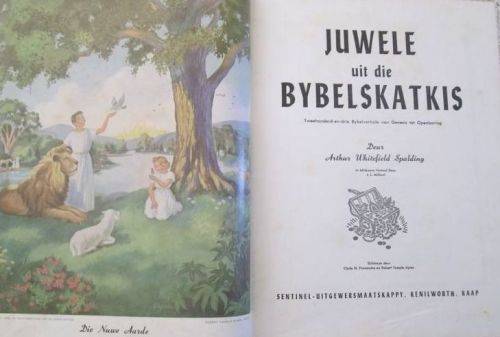 Die Nuwe Aarde
JUWELE
uit die
BYBELSKATKIS
Tweehonderd-en-drie Bybelverhale van Genesis tot Openbaring
Deur
Arthur Whitefield Spalding
SENTINEL-UITGEWERSMAATSKAPPY, KENILWORTH, KAAP